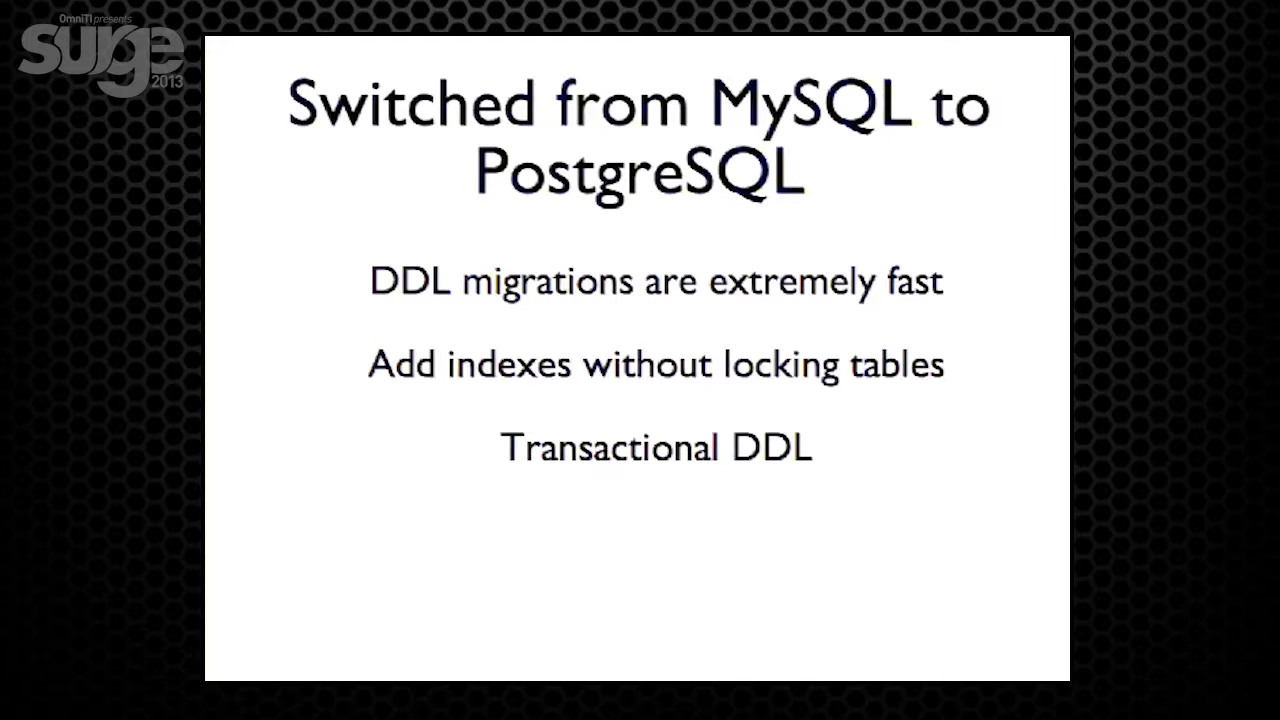 OmniTI presents
surge
2013
Switched from MySQL to
PostgreSQL
DDL migrations are extremely fast
Add indexes without locking tables
Transactional DDL